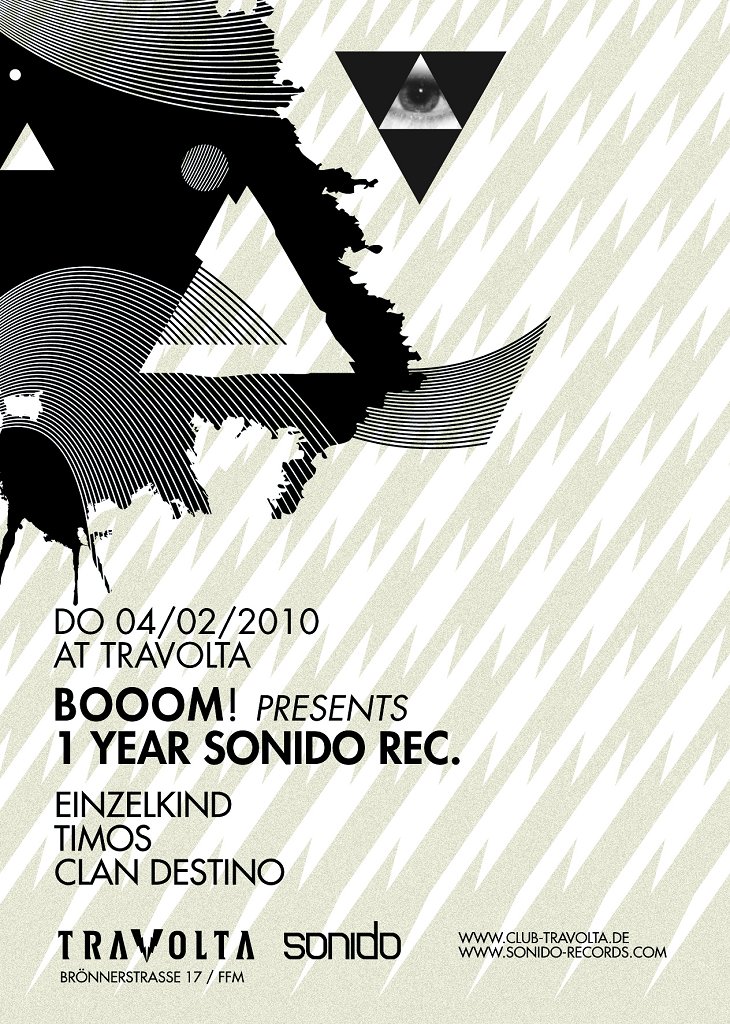 DO 04/02/2010
AT TRAVOLTA
BOOOM! PRESENTS
1 YEAR SONIDO REC.
EINZELKIND
TIMOS
CLAN DESTINO
TRAVOLTA
BRÖNNERSTRASSE 17 / FFM
sonido
WWW.CLUB-TRAVOLTA.DE
WWW.SONIDO-RECORDS.COM